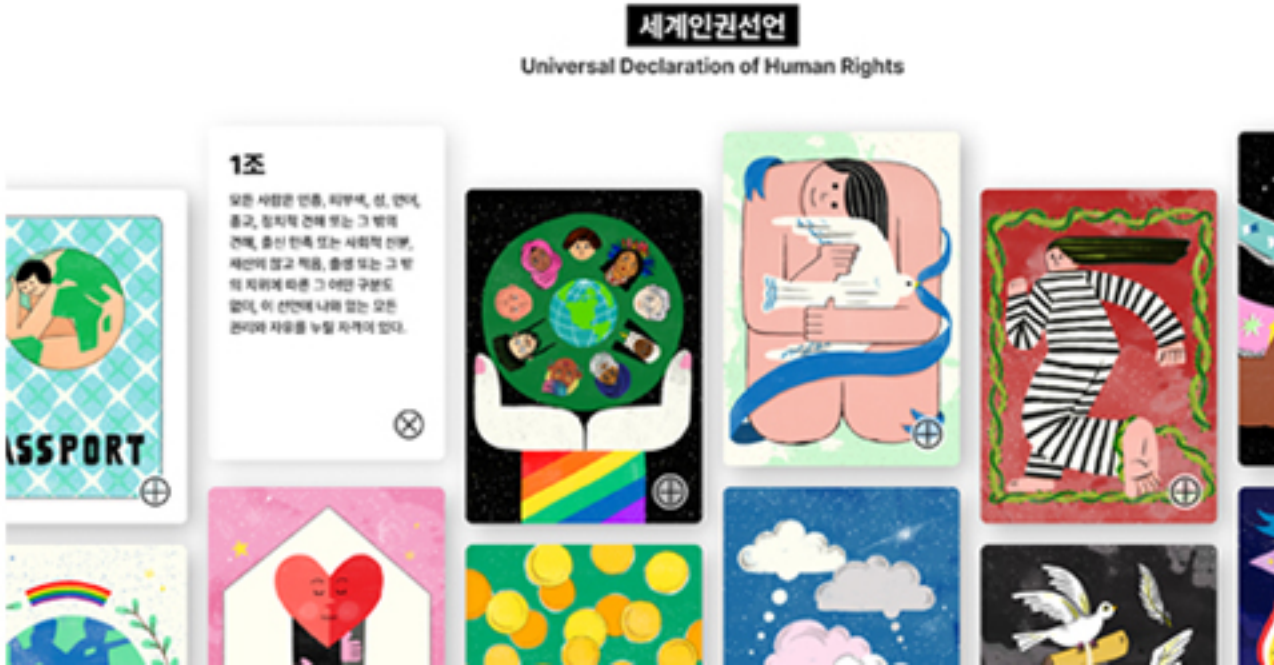 세계인권선언
Universal Declaration of Human Rights
1조
모든 사람은 인종, 피부색, 성, 언어,
종교, 정치적 견해 또는 그 밖의
견해, 출신 민족 또는 사회적 신분,
재산의 많고 적음, 출생 또는 그 밖
의 지위에 따른 그 어떤 구분도
없이, 이 선언에 나와 있는 모든
권리와 자유를 누릴 자격이 있다.
ASSPORT